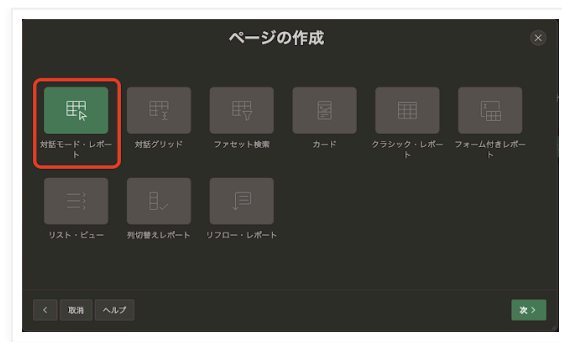 ページの作成
対話モード・レポー
ト
対話グリッド
ファセット検索
カード
クラシック・レポー
ト
フォーム付きレポー
ト
リスト・ビュー
列切替えレポート
リフロー・レポート
取消
ヘルプ
次